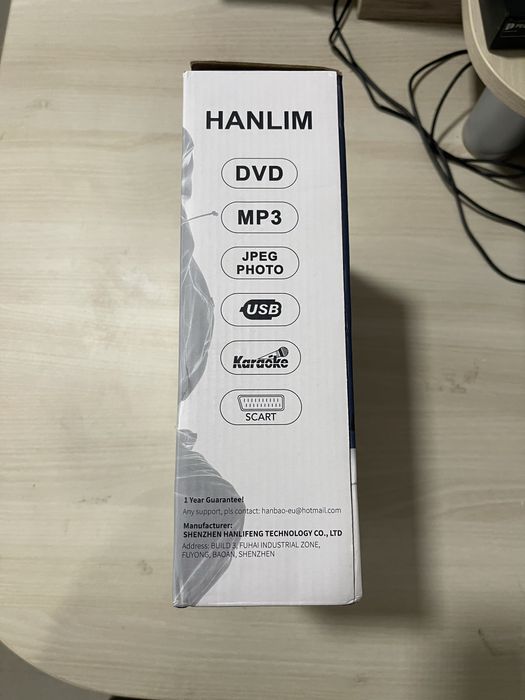 HANLIM
DVD
MP3
JPEG
PHOTO
USB
Karaoke
SCART
1 Year Guarantee!
Any support, pls contact: hanbao-eu@hotmail.com
Manufacturer:
SHENZHEN HANLIFENG TECHNOLOGY CO., LTD
Address: BUILD 3, FUHAI INDUSTRIAL ZONE,
FUYONG, BAOAN, SHENZHEN